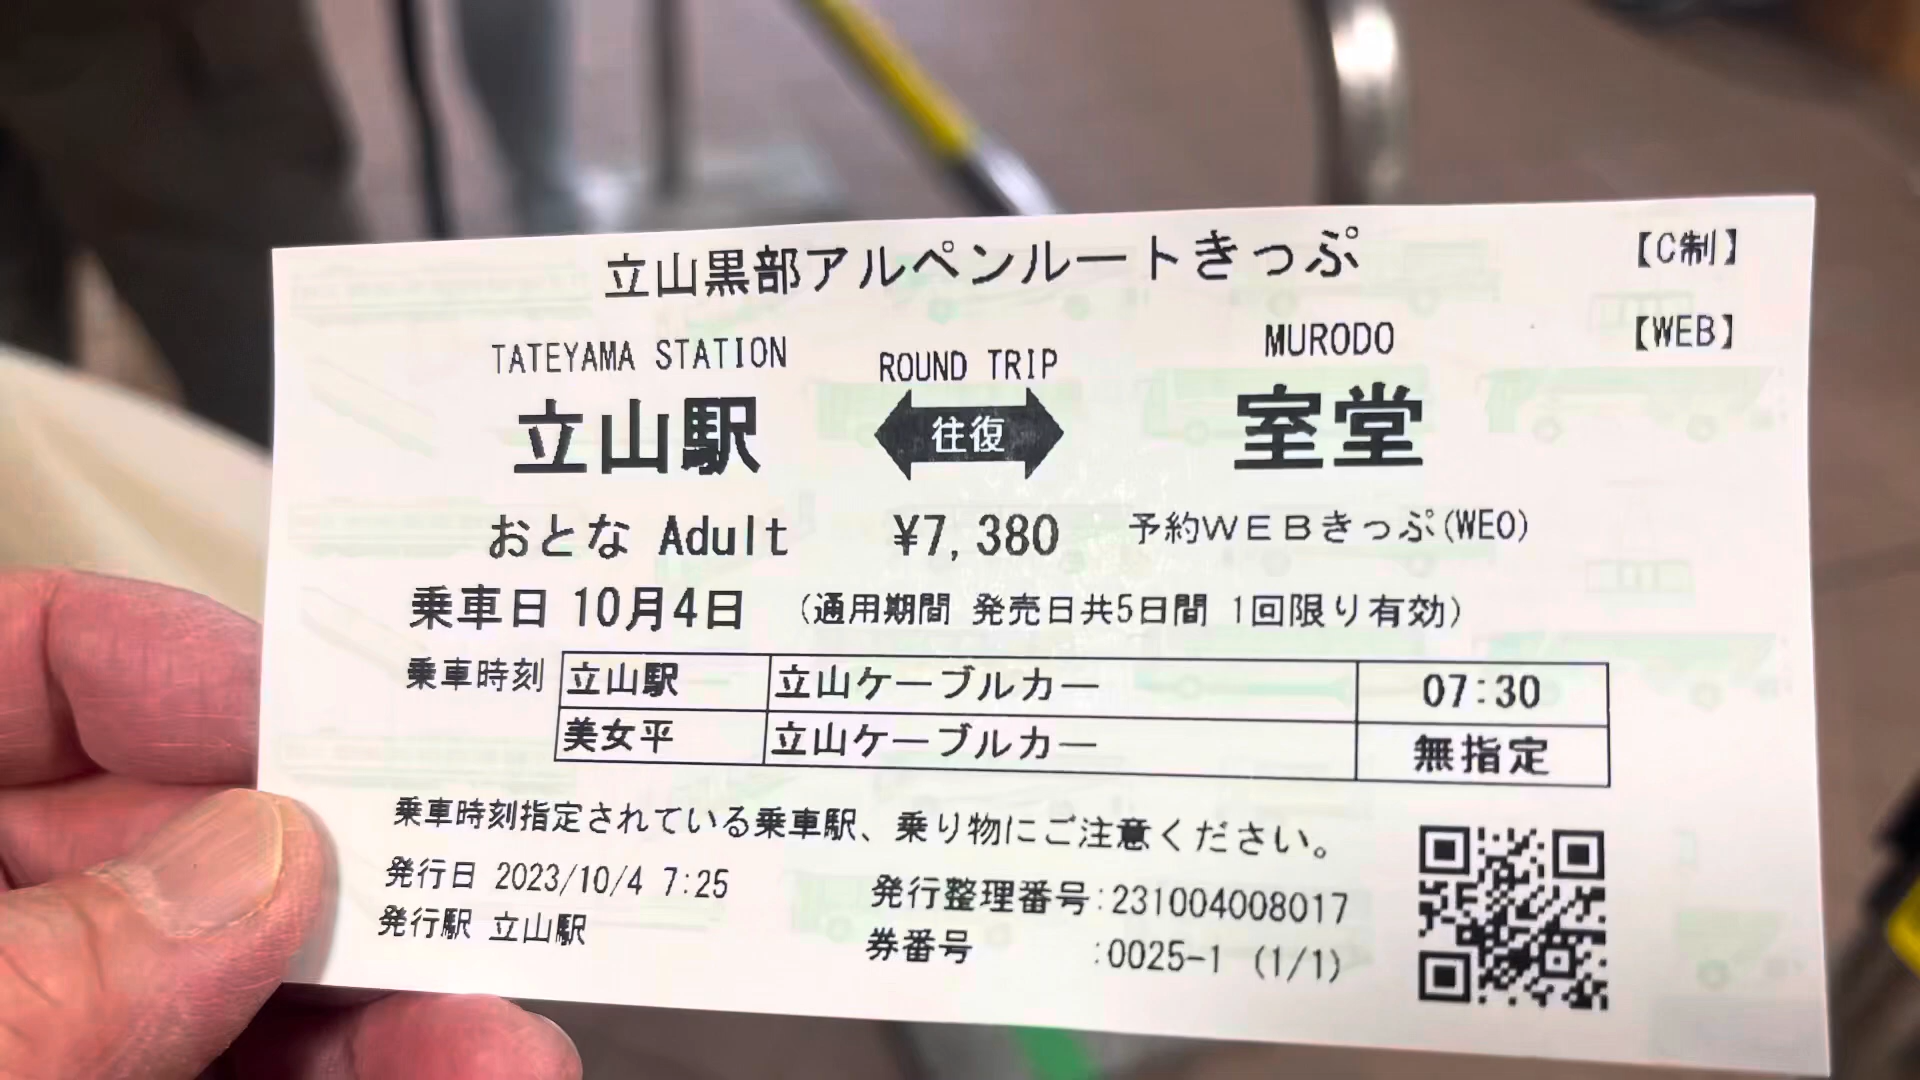 立山黒部アルペンルートきっぷ 【C制】
【WEB】
TATEYAMA STATION ROUND TRIP MURODO
立山駅 往復 室堂
おとな Adult ¥7,380 予約WEBきっぷ(WEO)
乗車日 10月4日 (通用期間 発売日共5日間 1回限り有効)
乗車時刻 立山駅 立山ケーブルカー 07:30
美女平 立山ケーブルカー 無指定
乗車時刻指定されている乗車駅、乗り物にご注意ください。
発行日 2023/10/4 7:25 発行整理番号:231004008017
発行駅 立山駅 券番号 :0025-1 (1/1)